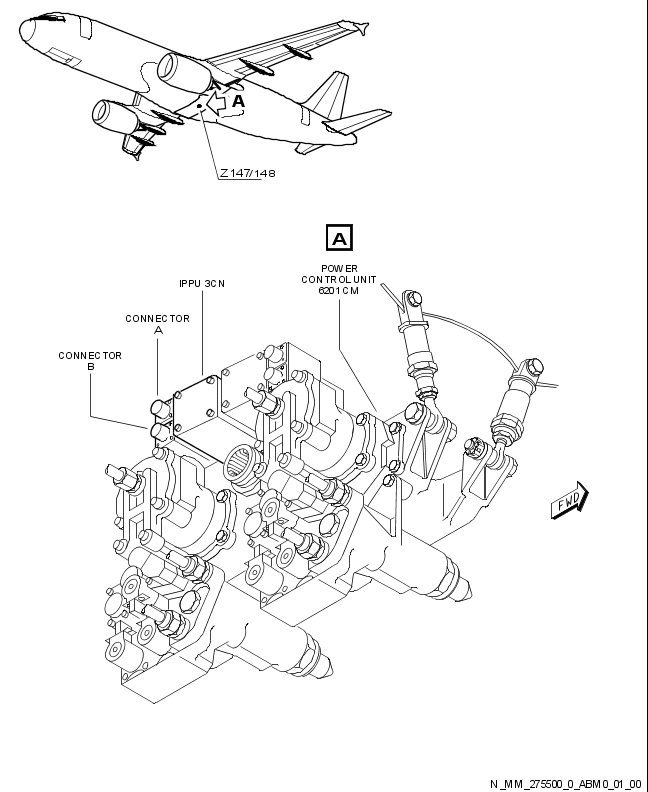 A
Z147/148
A
POWER
CONTROL UNIT
6201CM
IPPU 3CN
CONNECTOR
A
CONNECTOR
B
FWD
N_MM_275500_0_ABM0_01_00